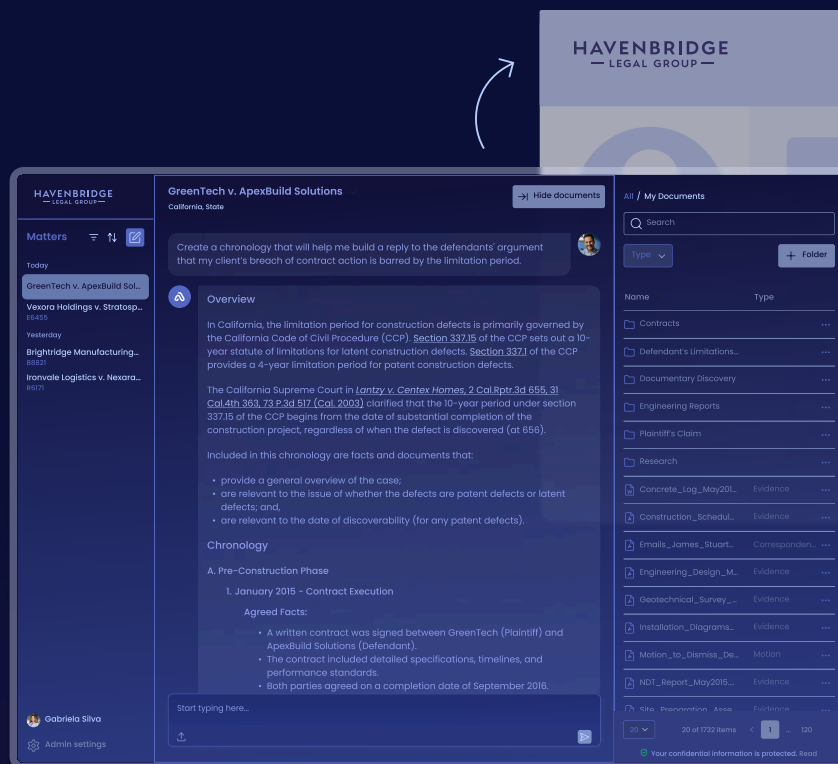 HAVENBRIDGE
LEGAL GROUP
HAVENBRIDGE
LEGAL GROUP
Matters
Today
GreenTech v. ApexBuild Sol...
Vexora Holdings v. Stratosp...
E6455
Yesterday
Brightridge Manufacturing...
B8821
Ironvale Logistics v. Nexara...
R6171
Gabriela Silva
Admin settings
GreenTech v. ApexBuild Solutions
California, State
Hide documents
Create a chronology that will help me build a reply to the defendants' argument
that my client's breach of contract action is barred by the limitation period.
Overview
In California, the limitation period for construction defects is primarily governed by
the California Code of Civil Procedure (CCP). Section 337.15 of the CCP sets out a 10-
year statute of limitations for latent construction defects. Section 337.1 of the CCP
provides a 4-year limitation period for patent construction defects.
The California Supreme Court in Lantzy v. Centex Homes, 2 Cal.Rptr.3d 655, 31
Cal.4th 363, 73 P.3d 517 (Cal. 2003) clarified that the 10-year period under section
337.15 of the CCP begins from the date of substantial completion of the
construction project, regardless of when the defect is discovered (at 656).
Included in this chronology are facts and documents that:
• provide a general overview of the case;
• are relevant to the issue of whether the defects are patent defects or latent
defects; and,
• are relevant to the date of discoverability (for any patent defects).
Chronology
A. Pre-Construction Phase
1. January 2015 - Contract Execution
Agreed Facts:
• A written contract was signed between GreenTech (Plaintiff) and
ApexBuild Solutions (Defendant).
• The contract included detailed specifications, timelines, and
performance standards.
• Both parties agreed on a completion date of September 2016.
Start typing here...
All / My Documents
Search
Type
+ Folder
Name Type
Contracts
Defendant's Limitations...
Documentary Discovery
Engineering Reports
Plaintiff's Claim
Research
Concrete_Log_May201... Evidence
Construction_Schedul... Evidence
Emails_James_Stuart... Corresponden...
Engineering_Design_M... Evidence
Geotechnical_Survey_... Evidence
Installation_Diagrams... Evidence
Motion_to_Dismiss_De... Motion
NDT_Report_May2015.... Evidence
Site_Preparation_Asse... Evidence
20 20 of 1732 items < 1 ... 120
Your confidential information is protected. Read